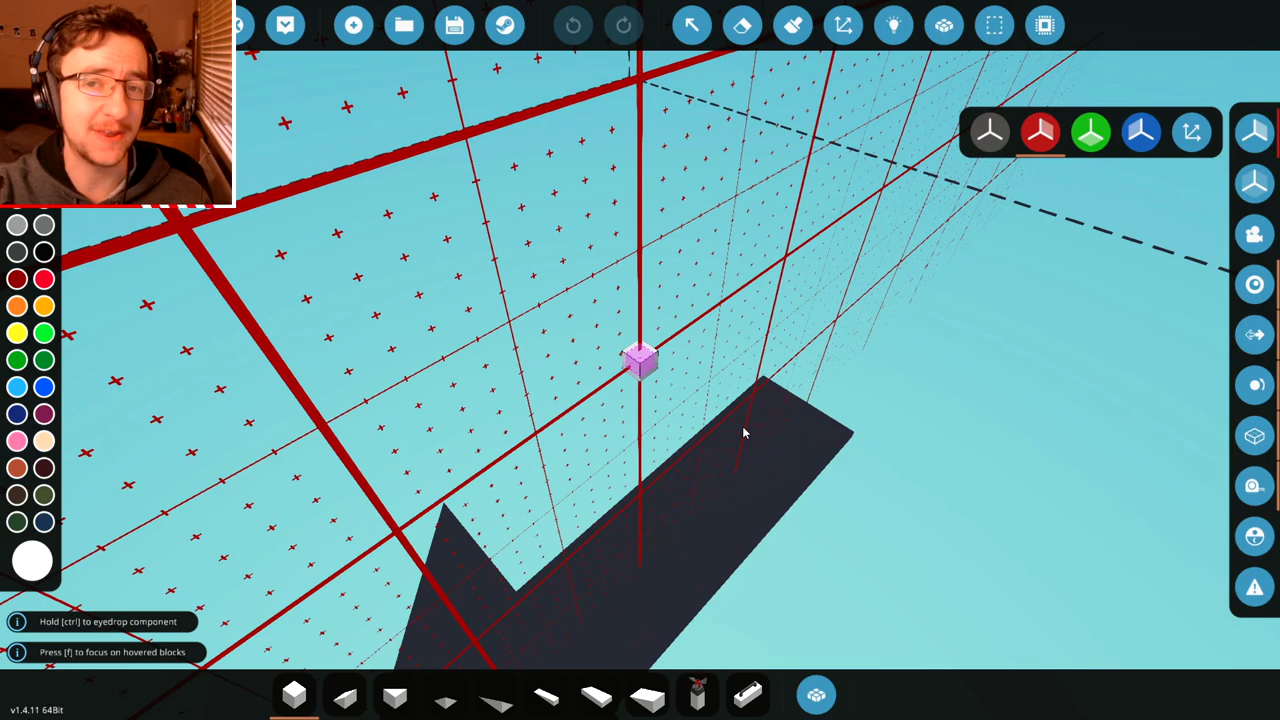 Hold [ctrl] to eyedrop component
Press [f] to focus on hovered blocks
v1.4.11 64Bit